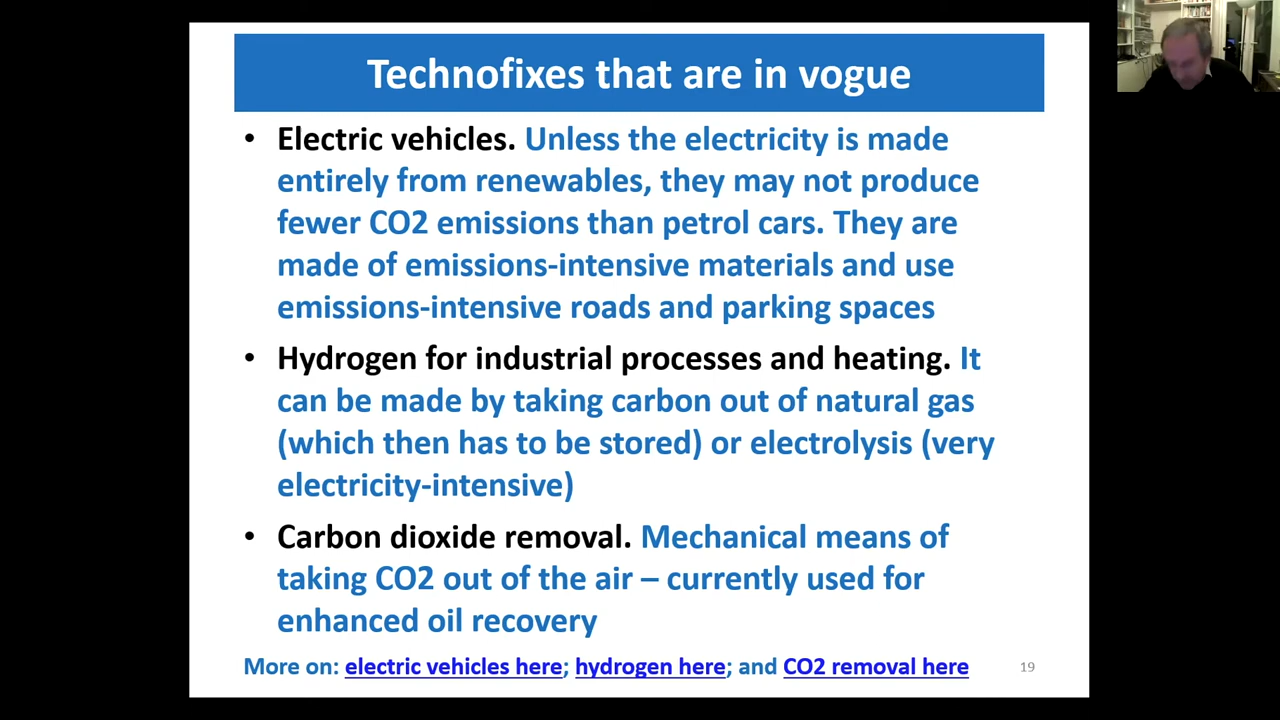 Technofixes that are in vogue
• Electric vehicles. Unless the electricity is made
entirely from renewables, they may not produce
fewer CO2 emissions than petrol cars. They are
made of emissions-intensive materials and use
emissions-intensive roads and parking spaces
• Hydrogen for industrial processes and heating. It
can be made by taking carbon out of natural gas
(which then has to be stored) or electrolysis (very
electricity-intensive)
• Carbon dioxide removal. Mechanical means of
taking CO2 out of the air – currently used for
enhanced oil recovery
More on: electric vehicles here; hydrogen here; and CO2 removal here
19